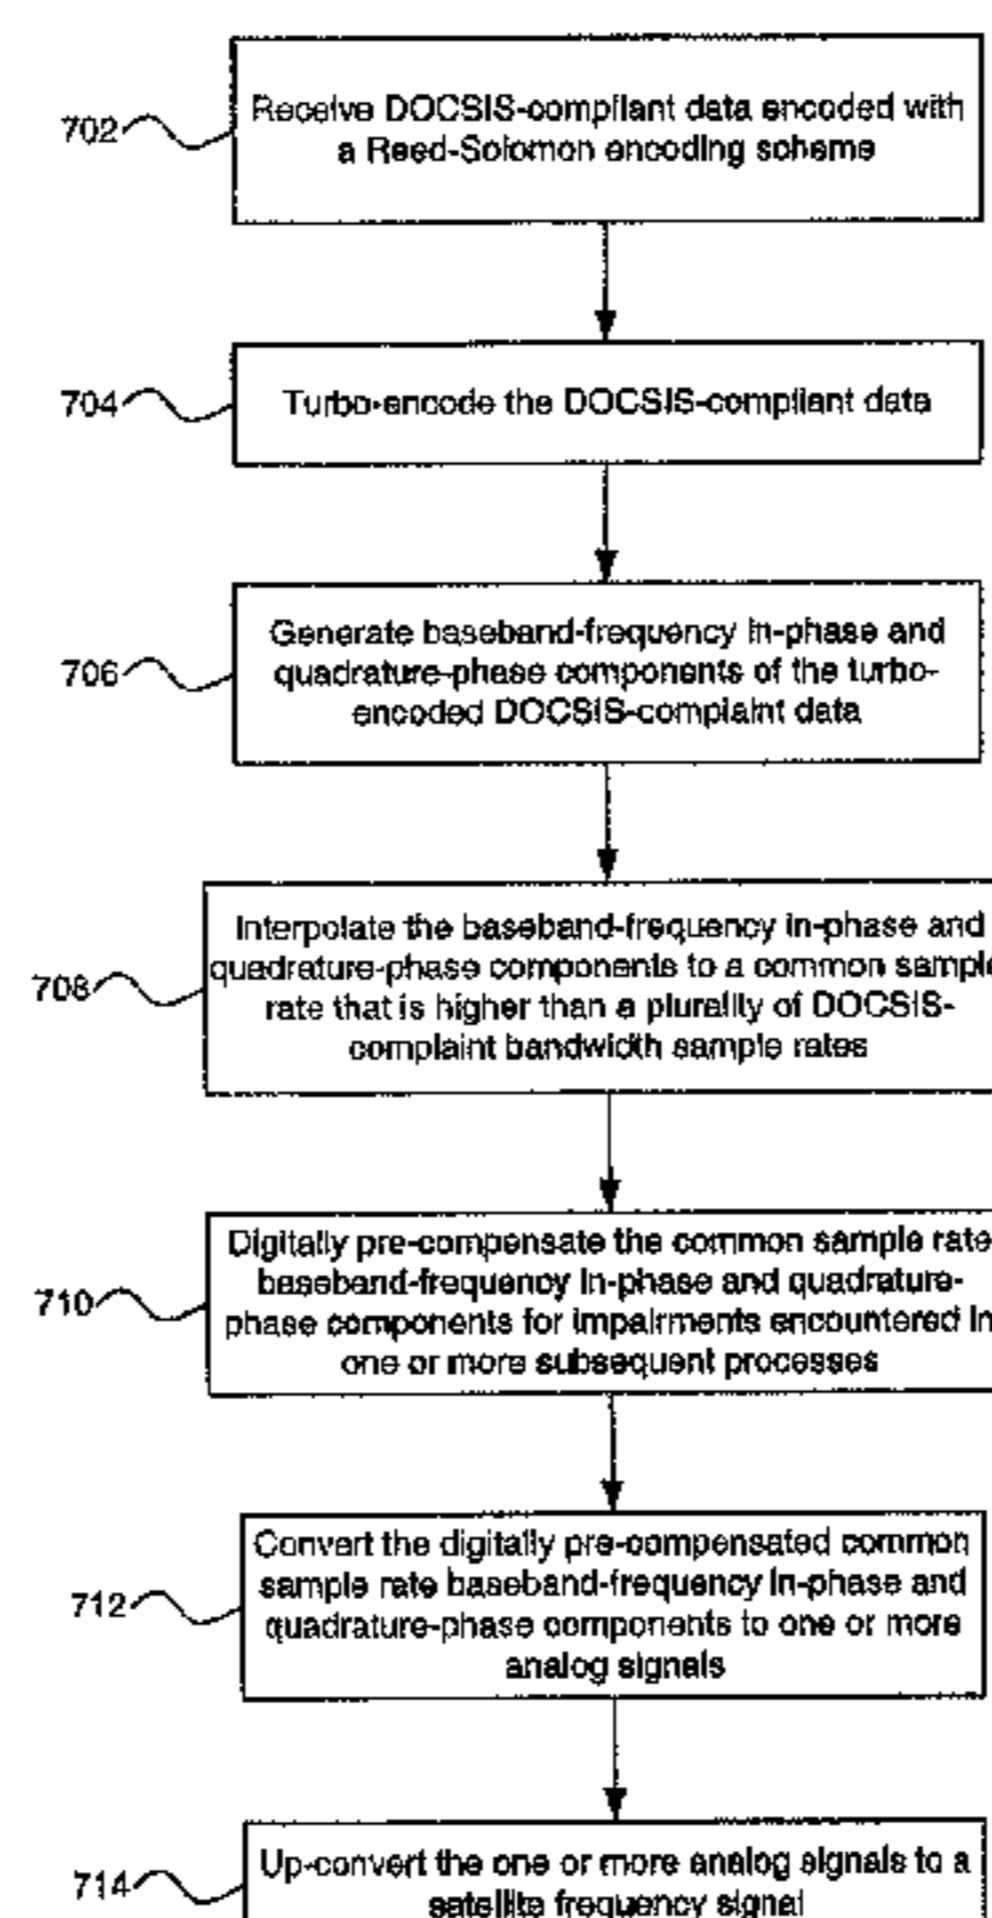 702
Receive DOCSIS-compliant data encoded with
a Reed-Solomon encoding scheme
704
Turbo-encode the DOCSIS-compliant data
706
Generate baseband-frequency in-phase and
quadrature-phase components of the turbo-
encoded DOCSIS-complaint data
708
Interpolate the baseband-frequency in-phase and
quadrature-phase components to a common sample
rate that is higher than a plurality of DOCSIS-
complaint bandwidth sample rates
710
Digitally pre-compensate the common sample rate
baseband-frequency in-phase and quadrature-
phase components for impairments encountered in
one or more subsequent processes
712
Convert the digitally pre-compensated common
sample rate baseband-frequency in-phase and
quadrature-phase components to one or more
analog signals
714
Up-convert the one or more analog signals to a
satellite frequency signal